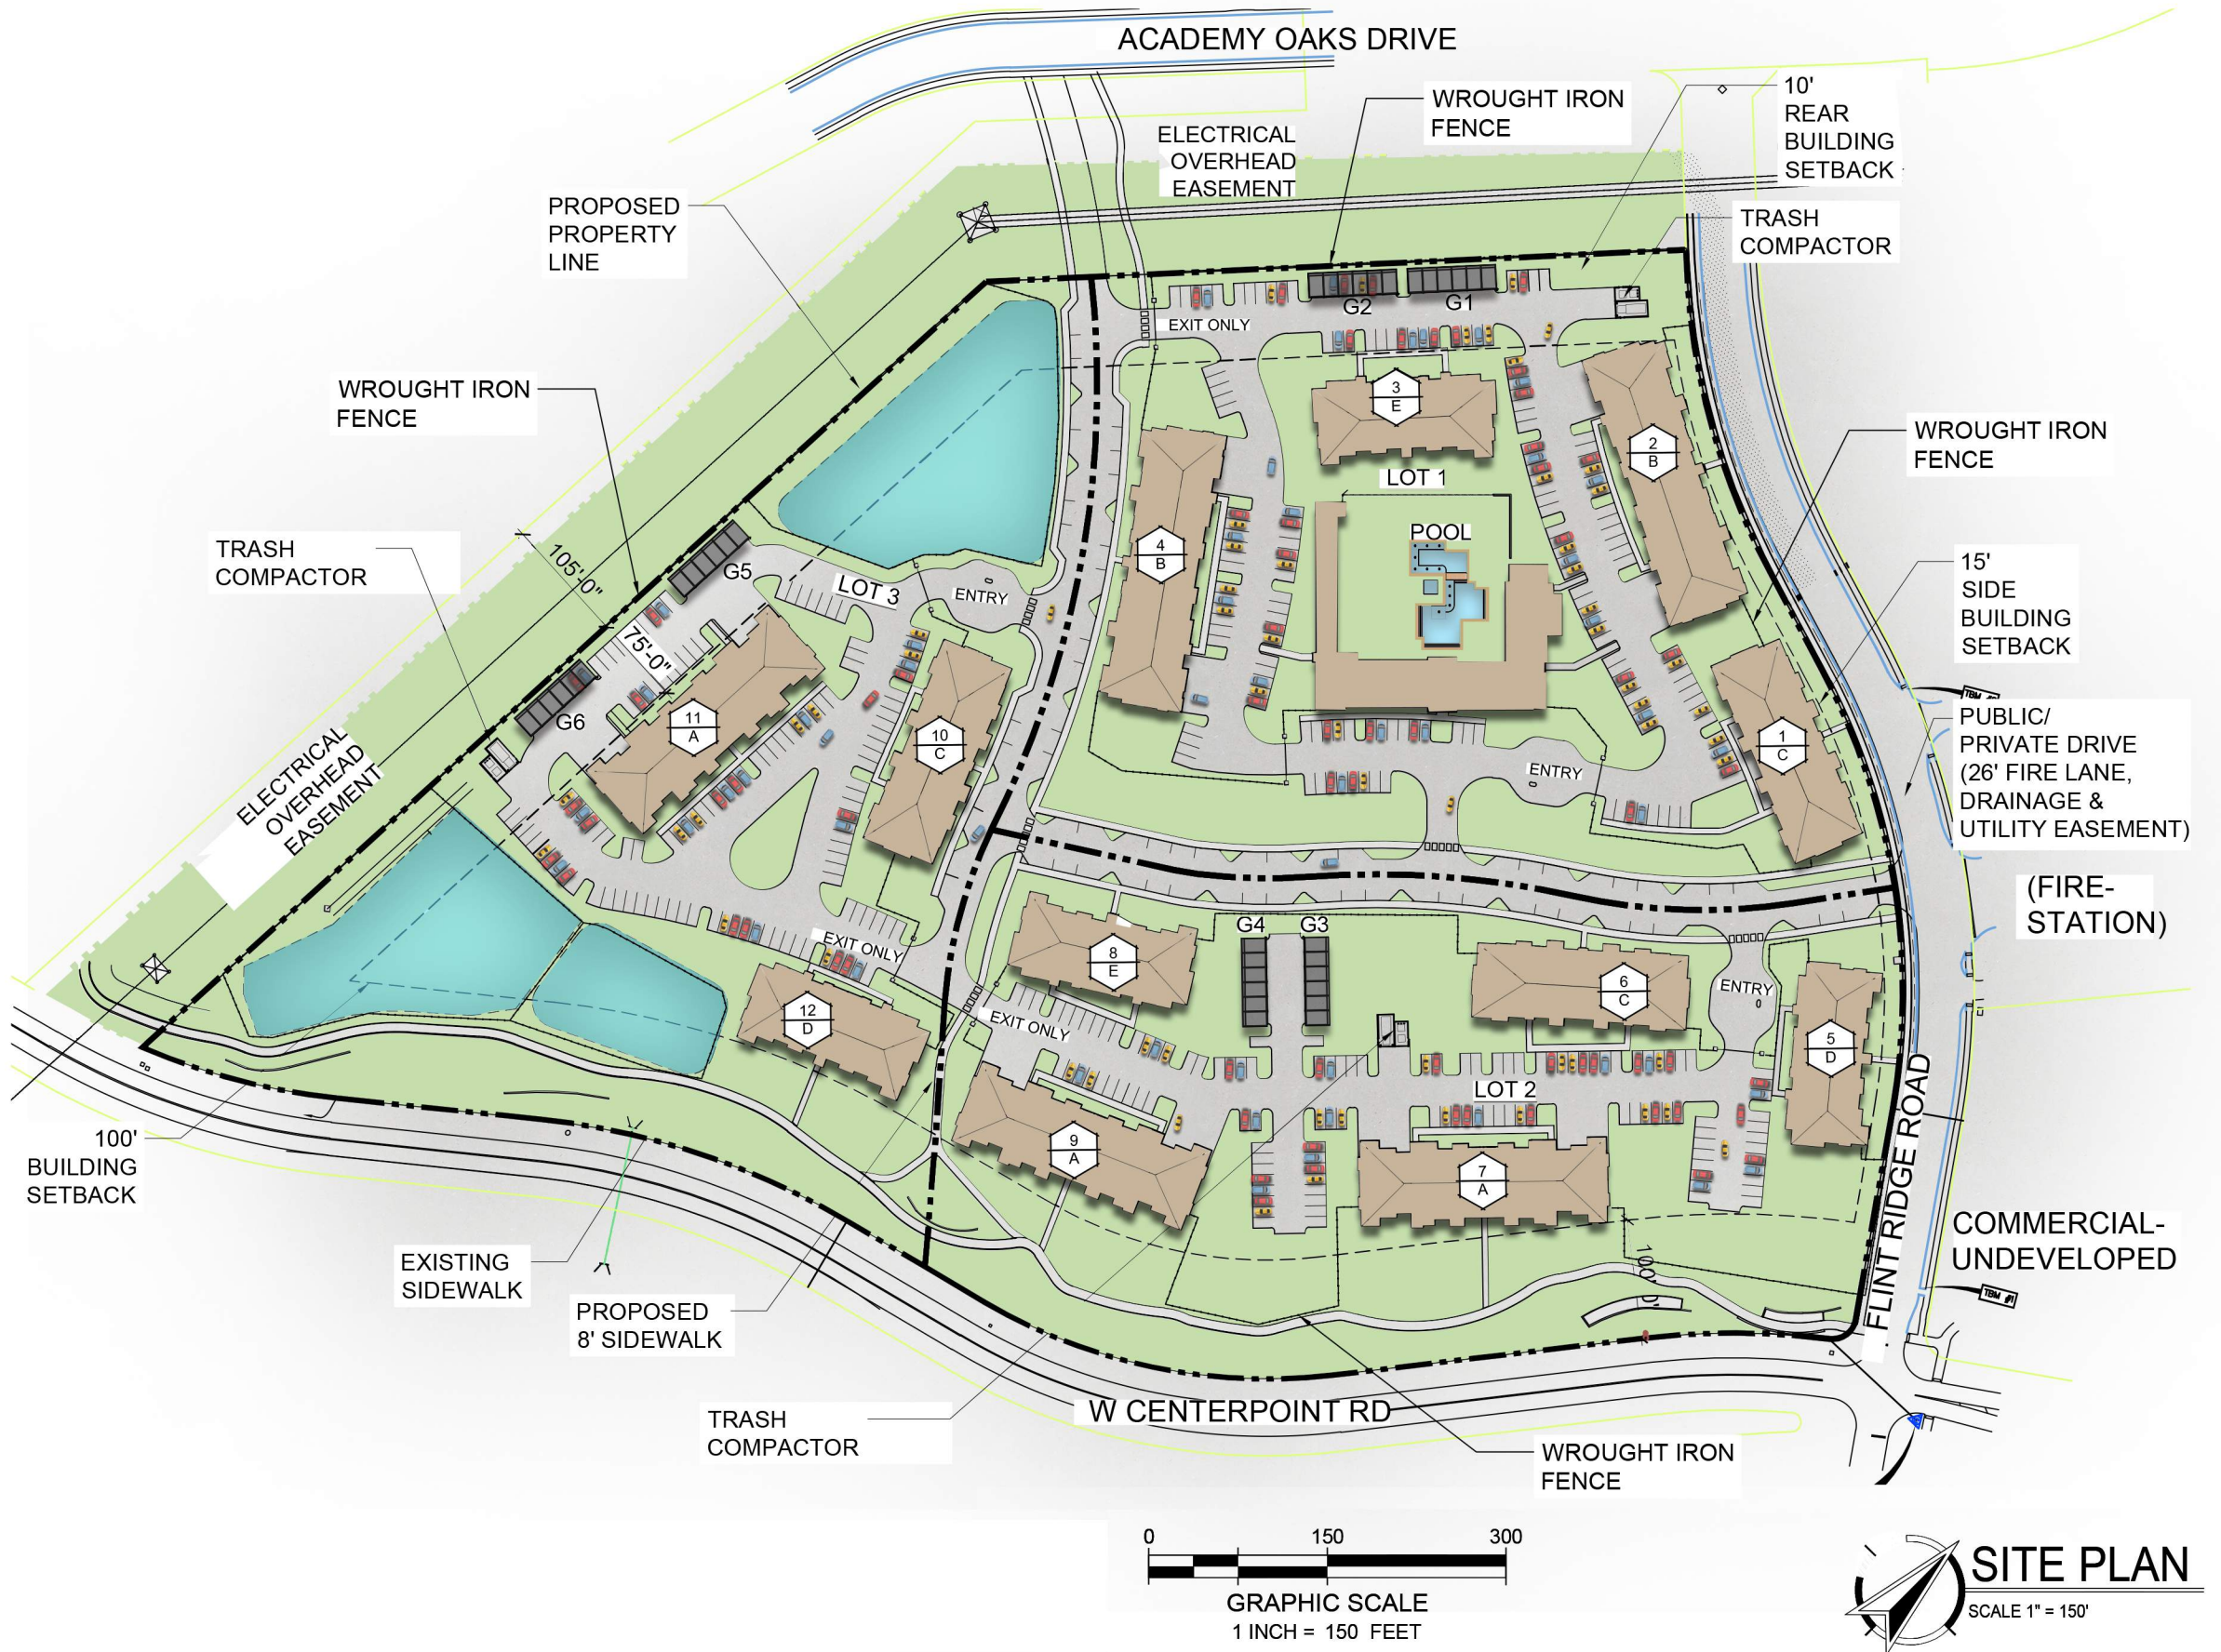 ACADEMY OAKS DRIVE
WROUGHT IRON
FENCE
10'
REAR
BUILDING
SETBACK
ELECTRICAL
OVERHEAD
EASEMENT
PROPOSED
PROPERTY
LINE
TRASH
COMPACTOR
G2
G1
EXIT ONLY
WROUGHT IRON
FENCE
3
E
2
B
WROUGHT IRON
FENCE
LOT 1
POOL
4
B
TRASH
COMPACTOR
105'-0"
G5
LOT 3
ENTRY
15'
SIDE
BUILDING
SETBACK
75'-0"
G6
11
A
10
C
1
C
ENTRY
PUBLIC/
PRIVATE DRIVE
(26' FIRE LANE,
DRAINAGE &
UTILITY EASEMENT)
ELECTRICAL
OVERHEAD
EASEMENT
(FIRE-
STATION)
G4
G3
EXIT ONLY
8
E
6
C
ENTRY
12
D
EXIT ONLY
5
D
LOT 2
9
A
7
A
100'
BUILDING
SETBACK
FLINT RIDGE ROAD
COMMERCIAL-
UNDEVELOPED
TBM #1
EXISTING
SIDEWALK
PROPOSED
8' SIDEWALK
100'-0"
TRASH
COMPACTOR
W CENTERPOINT RD
WROUGHT IRON
FENCE
0 150 300
GRAPHIC SCALE
1 INCH = 150 FEET
SITE PLAN
SCALE 1" = 150'